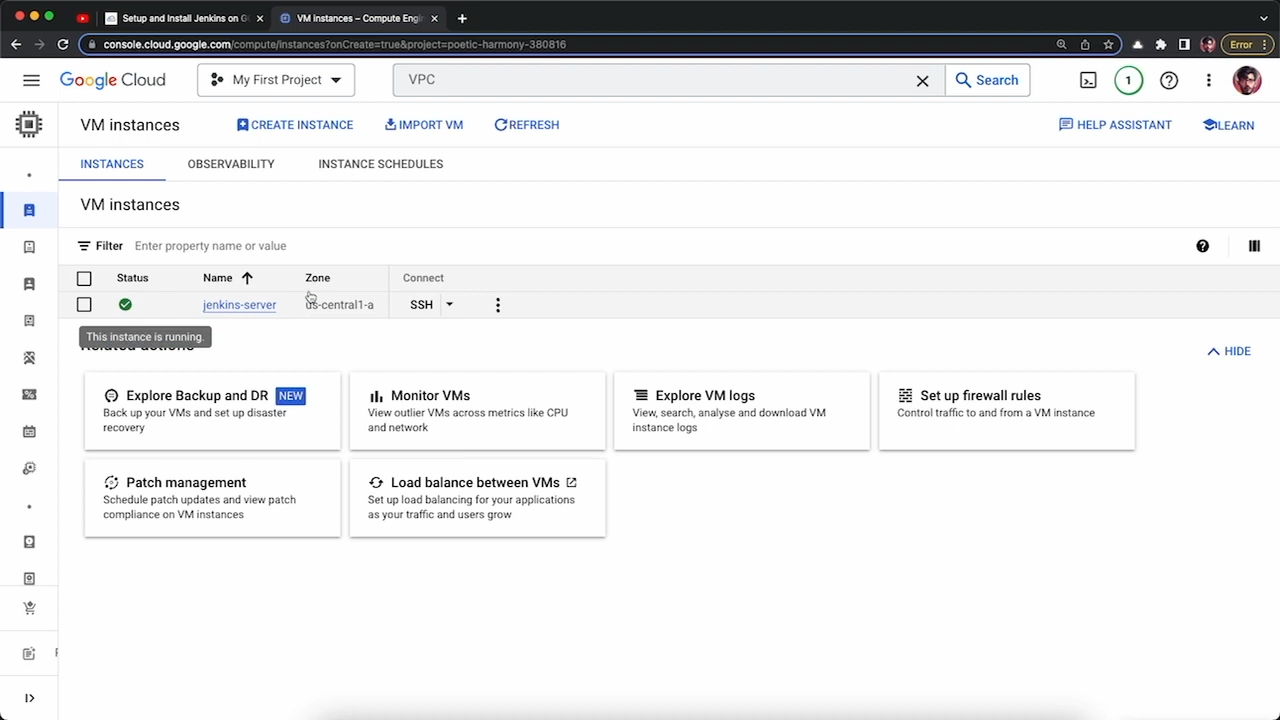 Setup and Install Jenkins on G
VM instances – Compute Engin
console.cloud.google.com/compute/instances?onCreate=true&project=poetic-harmony-380816
Error
Google Cloud
My First Project
VPC
Search
1
VM instances
CREATE INSTANCE
IMPORT VM
REFRESH
HELP ASSISTANT
LEARN
INSTANCES
OBSERVABILITY
INSTANCE SCHEDULES
VM instances
Filter
Enter property name or value
Status
Name
Zone
Connect
jenkins-server
us-central1-a
SSH
This instance is running.
Related actions
HIDE
Explore Backup and DR NEW
Back up your VMs and set up disaster
recovery
Monitor VMs
View outlier VMs across metrics like CPU
and network
Explore VM logs
View, search, analyse and download VM
instance logs
Set up firewall rules
Control traffic to and from a VM instance
Patch management
Schedule patch updates and view patch
compliance on VM instances
Load balance between VMs
Set up load balancing for your applications
as your traffic and users grow